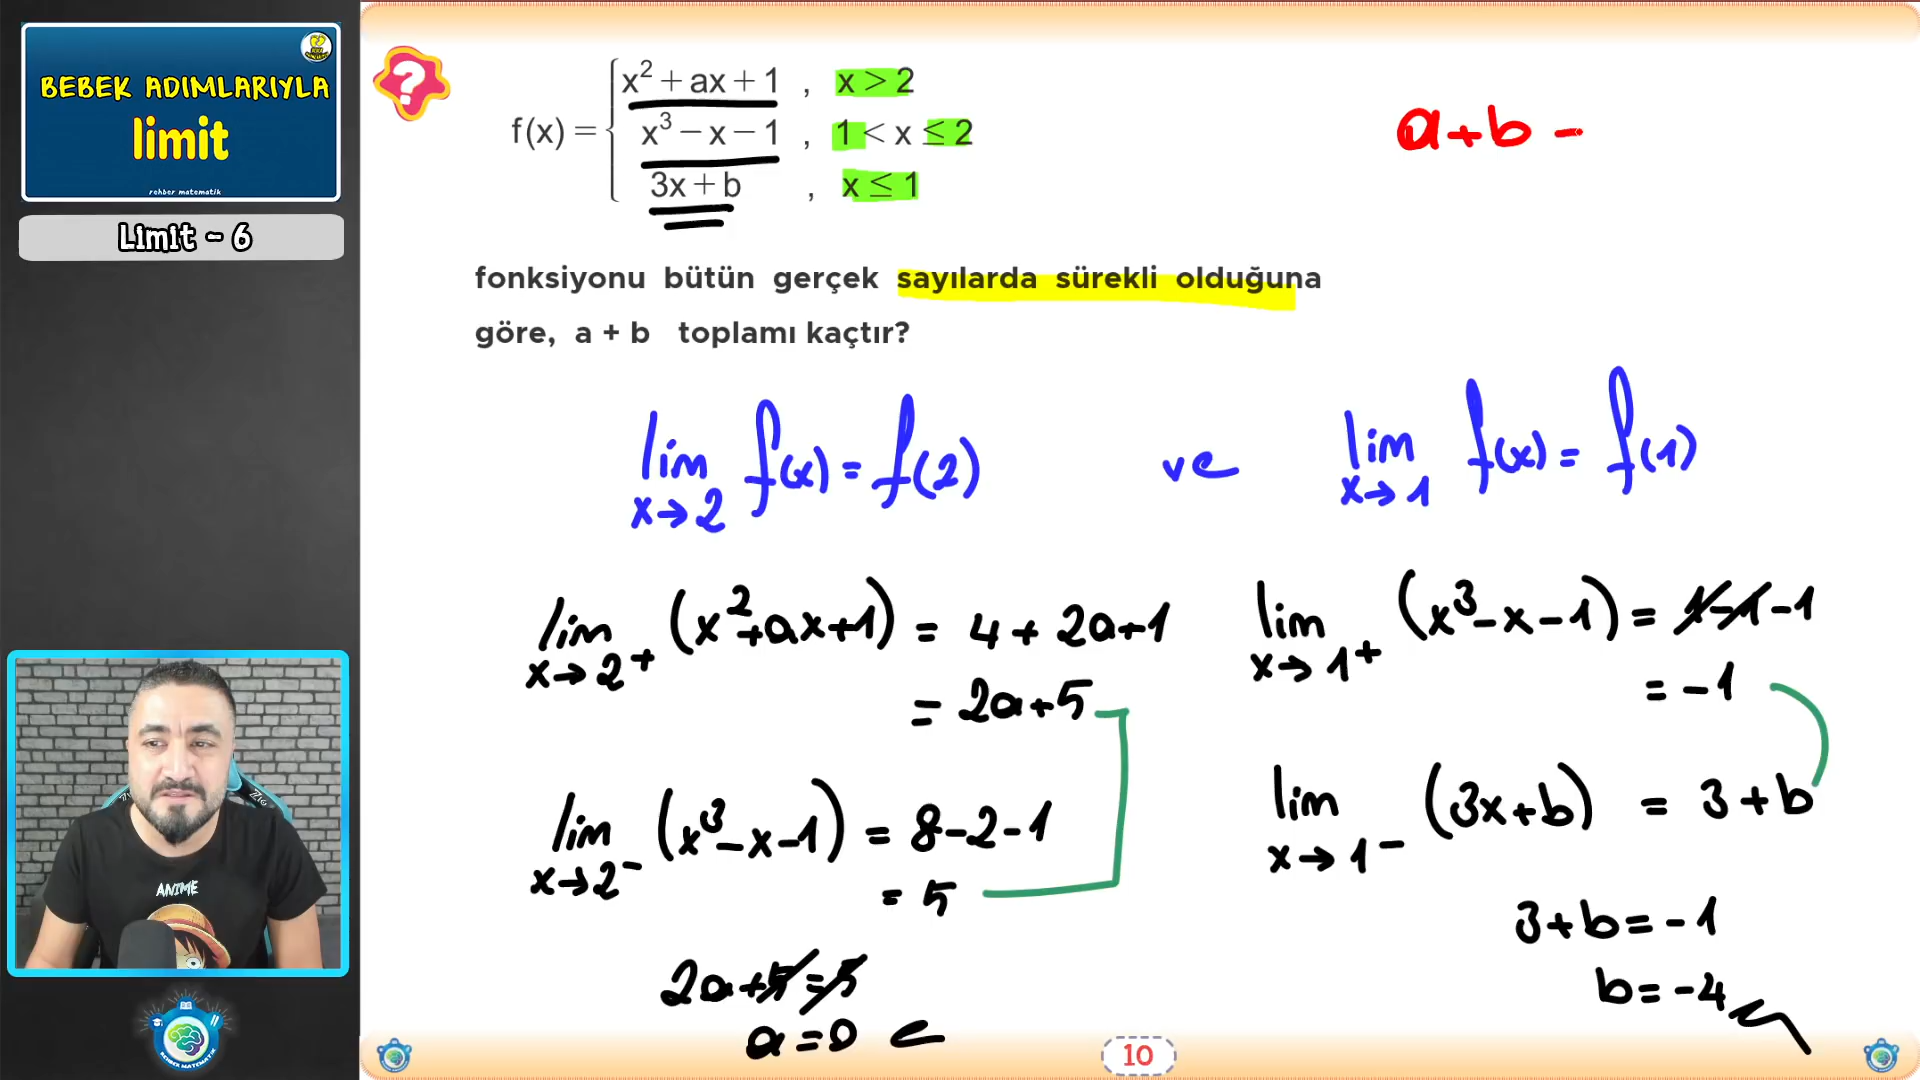 BEBEK ADIMLARIYLA
limit
rehber matematik
Limit - 6
f(x) = { x² + ax + 1 , x > 2
x³ − x − 1 , 1 < x ≤ 2
3x + b , x ≤ 1
a+b =
fonksiyonu bütün gerçek sayılarda sürekli olduğuna
göre, a + b toplamı kaçtır?
lim x→2 f(x) = f(2) ve lim x→1 f(x) = f(1)
lim x→2⁺ (x²+ax+1) = 4 + 2a+1
= 2a+5
lim x→2⁻ (x³−x−1) = 8−2−1
= 5
2a+5=5
a=0
lim x→1⁺ (x³−x−1) = 1−1−1
= −1
lim x→1⁻ (3x+b) = 3+b
3+b=−1
b=−4
ANIME
REHBER MATEMATİK
10